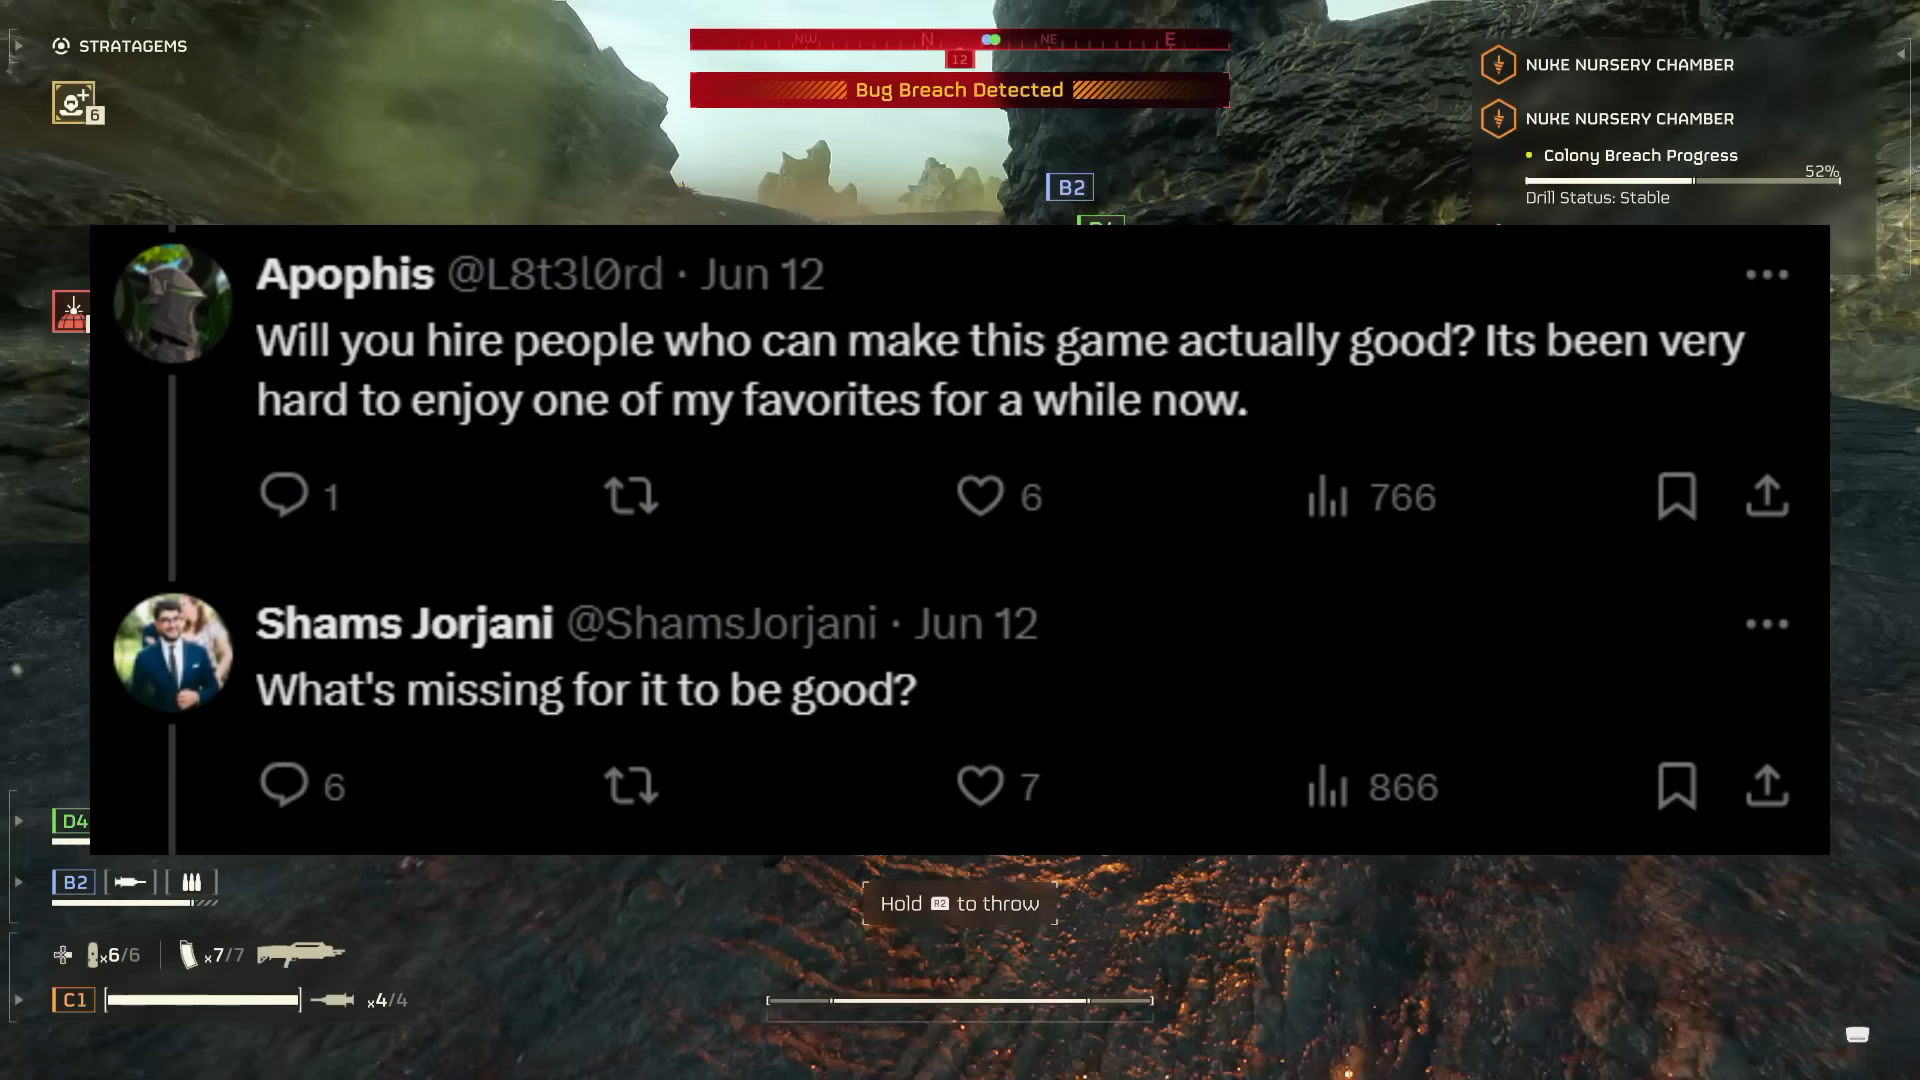 STRATAGEMS
6
NW N NE E
12
Bug Breach Detected
NUKE NURSERY CHAMBER
NUKE NURSERY CHAMBER
Colony Breach Progress
52%
Drill Status: Stable
B2
Apophis @L8t3l0rd · Jun 12
Will you hire people who can make this game actually good? Its been very
hard to enjoy one of my favorites for a while now.
1 6 766
Shams Jorjani @ShamsJorjani · Jun 12
What's missing for it to be good?
6 7 866
D4
B2
Hold R2 to throw
x6/6 x7/7
C1 x4/4